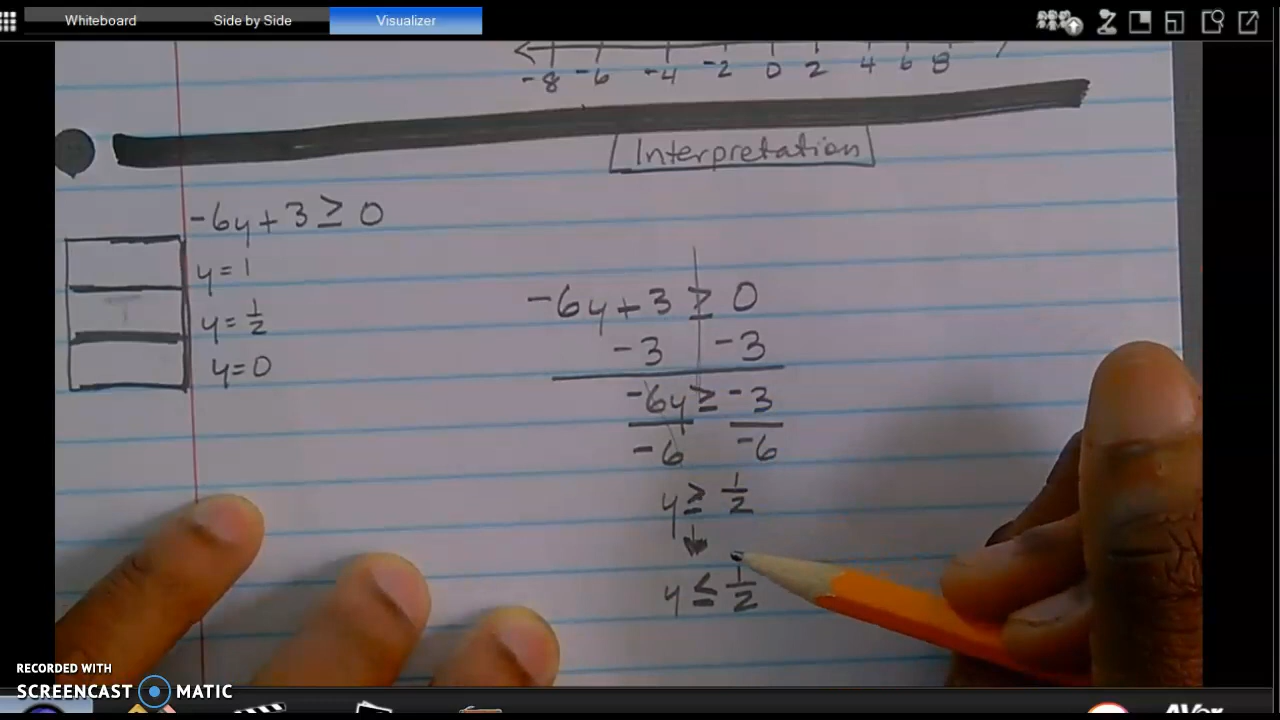 Whiteboard Side by Side Visualizer
-8 -6 -4 -2 0 2 4 6 8
Interpretation
-6y + 3 ≥ 0
y = 1
y = 1/2
y = 0
-6y + 3 ≥ 0
-3 -3
-6y ≥ -3
-6 -6
y ≥ 1/2
y ≤ 1/2
RECORDED WITH
SCREENCAST MATIC
AVer